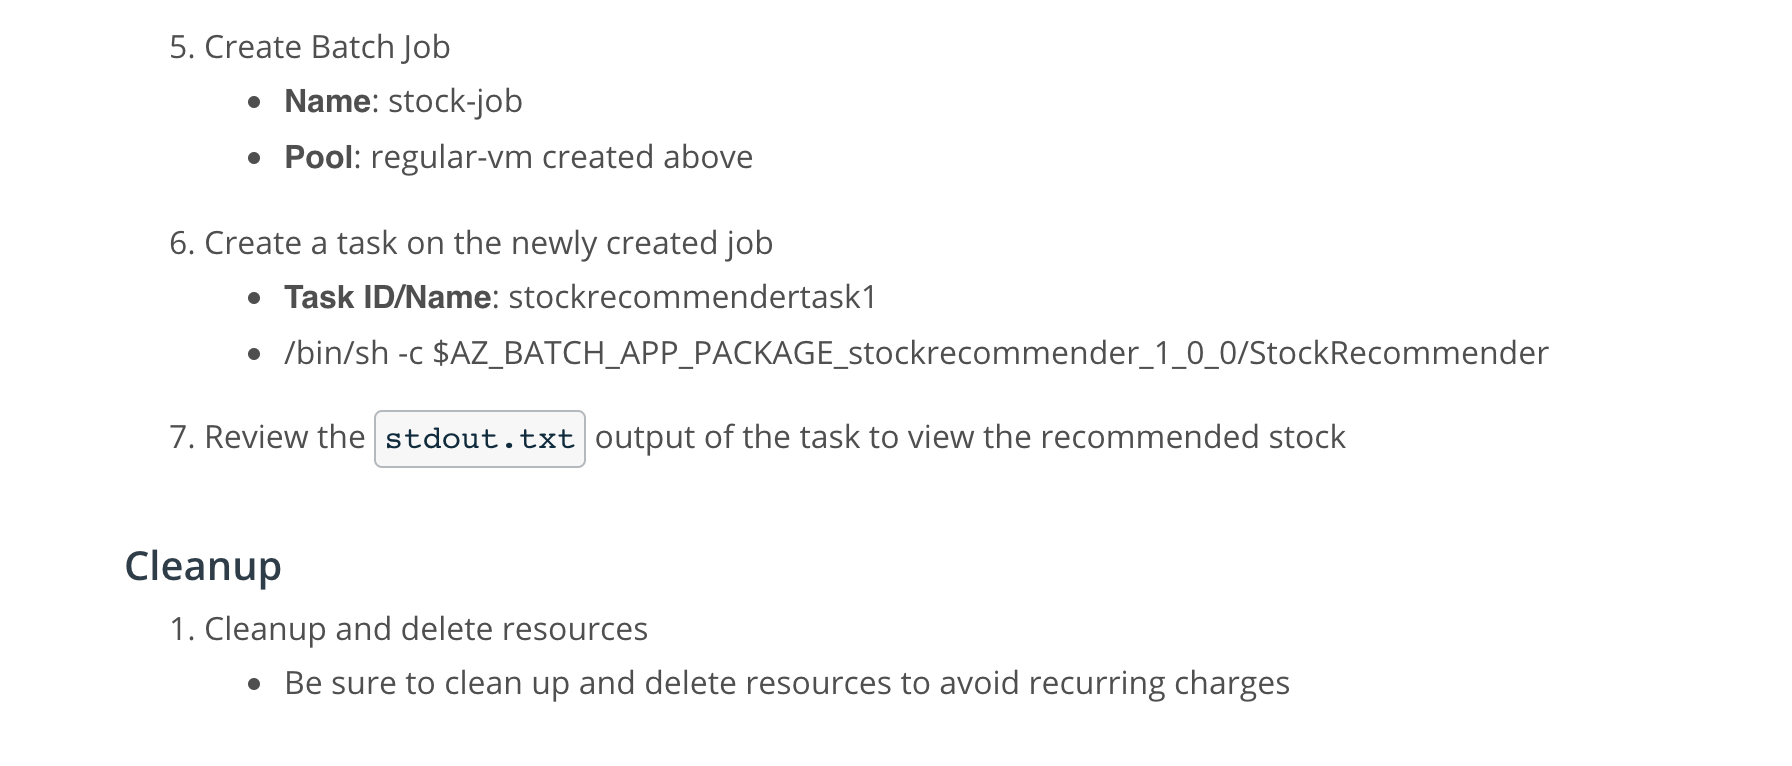 5. Create Batch Job
• Name: stock-job
• Pool: regular-vm created above
6. Create a task on the newly created job
• Task ID/Name: stockrecommendertask1
• /bin/sh -c $AZ_BATCH_APP_PACKAGE_stockrecommender_1_0_0/StockRecommender
7. Review the stdout.txt output of the task to view the recommended stock
Cleanup
1. Cleanup and delete resources
• Be sure to clean up and delete resources to avoid recurring charges